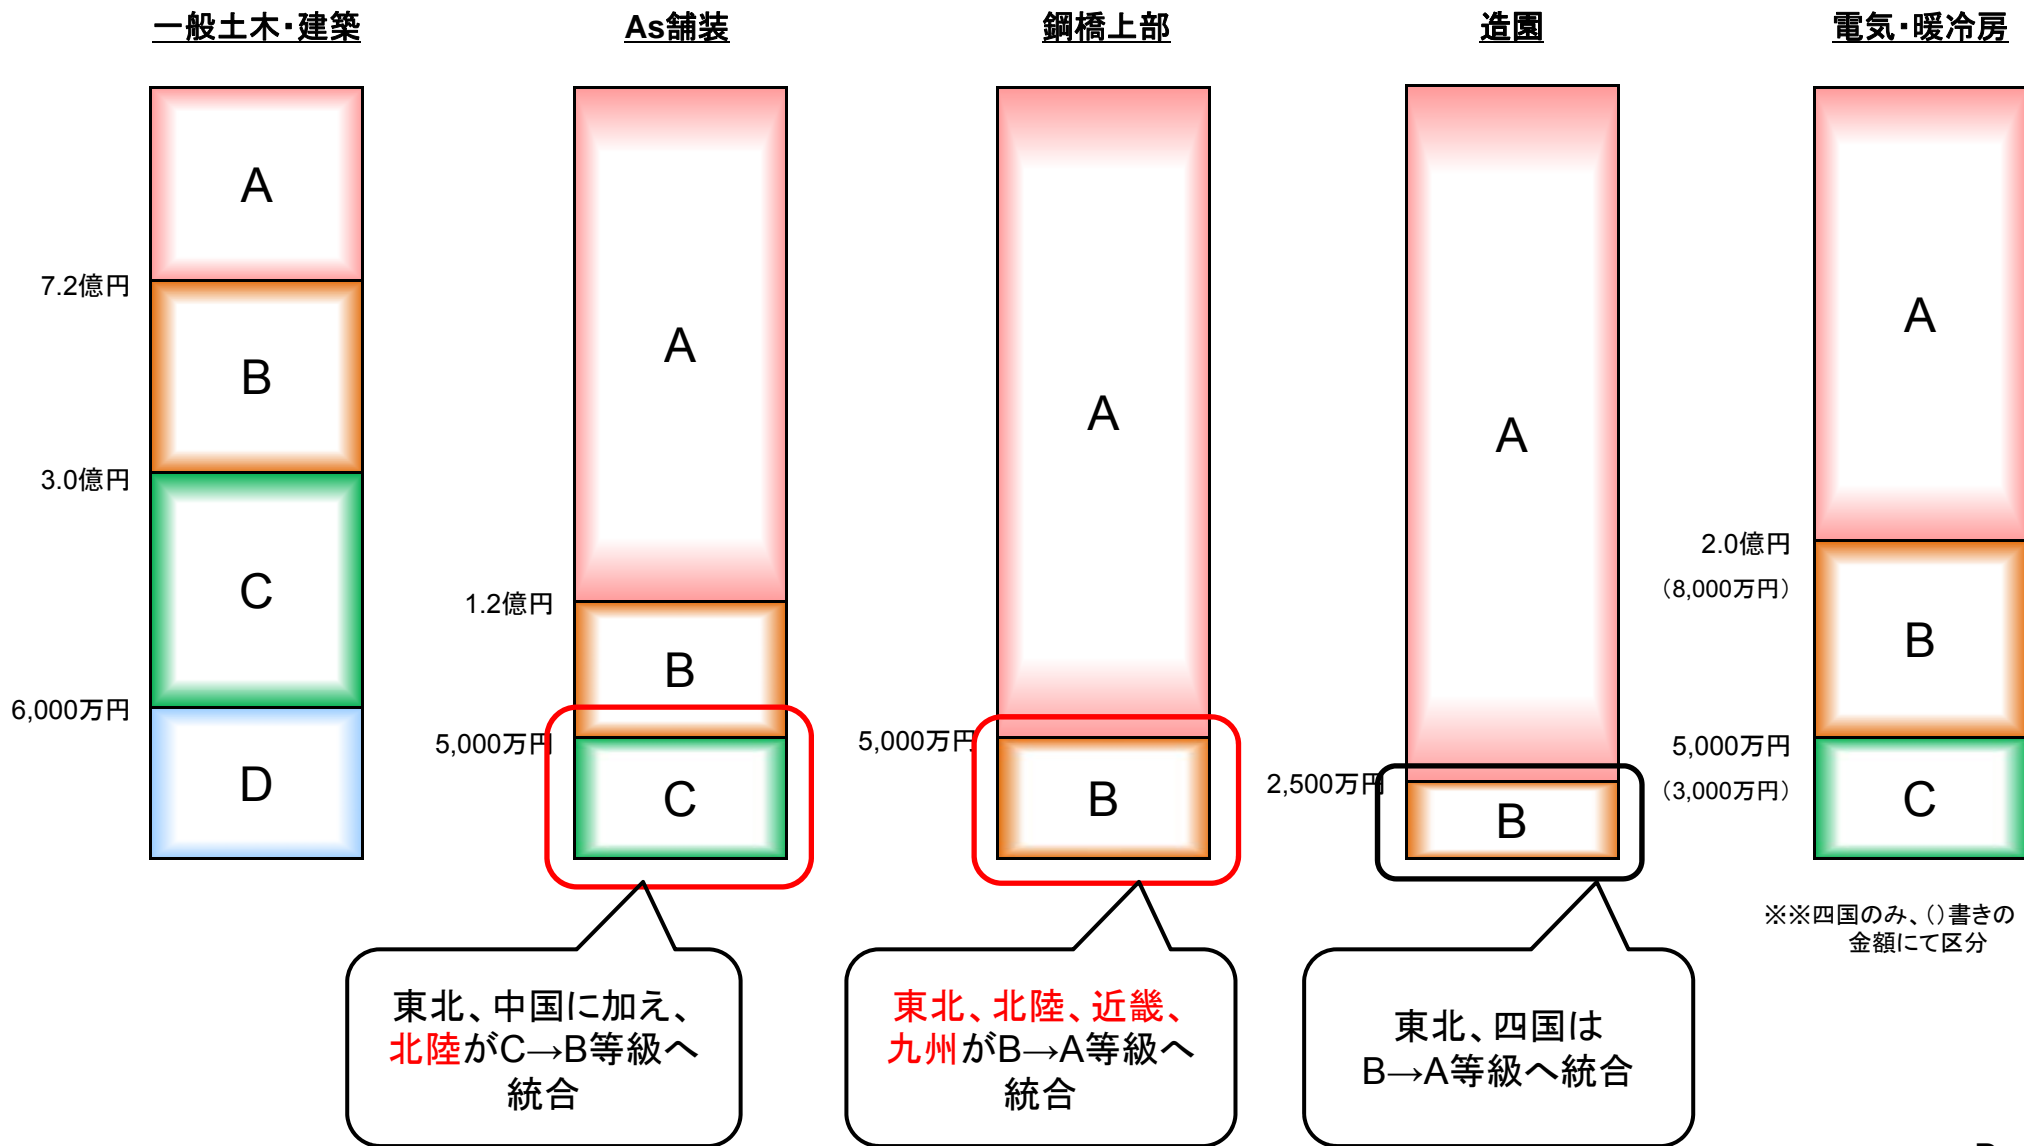 一般土木・建築
As舗装
鋼橋上部
造園
電気・暖冷房
A
7.2億円
B
3.0億円
C
6,000万円
D
A
1.2億円
B
5,000万円
C
A
5,000万円
B
A
2,500万円
B
A
2.0億円
（8,000万円）
B
5,000万円
（3,000万円）
C
※※四国のみ、（）書きの
金額にて区分
東北、中国に加え、
北陸がC→B等級へ
統合
東北、北陸、近畿、
九州がB→A等級へ
統合
東北、四国は
B→A等級へ統合